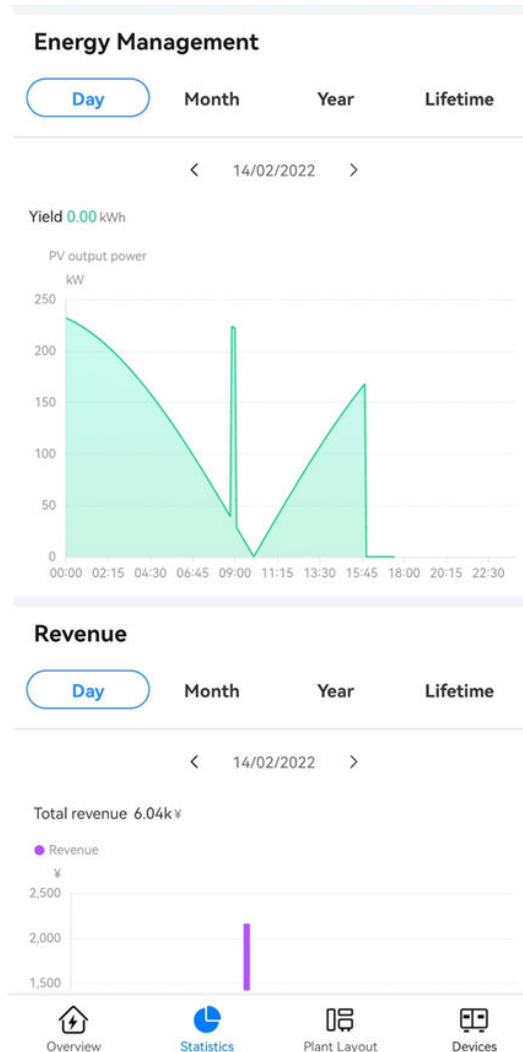 Energy Management
Day Month Year Lifetime
< 14/02/2022 >
Yield 0.00 kWh
PV output power
kW
250
200
150
100
50
0
00:00 02:15 04:30 06:45 09:00 11:15 13:30 15:45 18:00 20:15 22:30
Revenue
Day Month Year Lifetime
< 14/02/2022 >
Total revenue 6.04k¥
Revenue
¥
2,500
2,000
1,500
Overview Statistics Plant Layout Devices